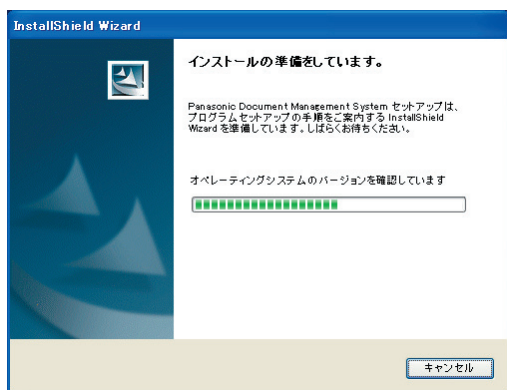 InstallShield Wizard
インストールの準備をしています。
Panasonic Document Management System セットアップは、
プログラムセットアップの手順をご案内する InstallShield
Wizard を準備しています。しばらくお待ちください。
オペレーティングシステムのバージョンを確認しています
キャンセル